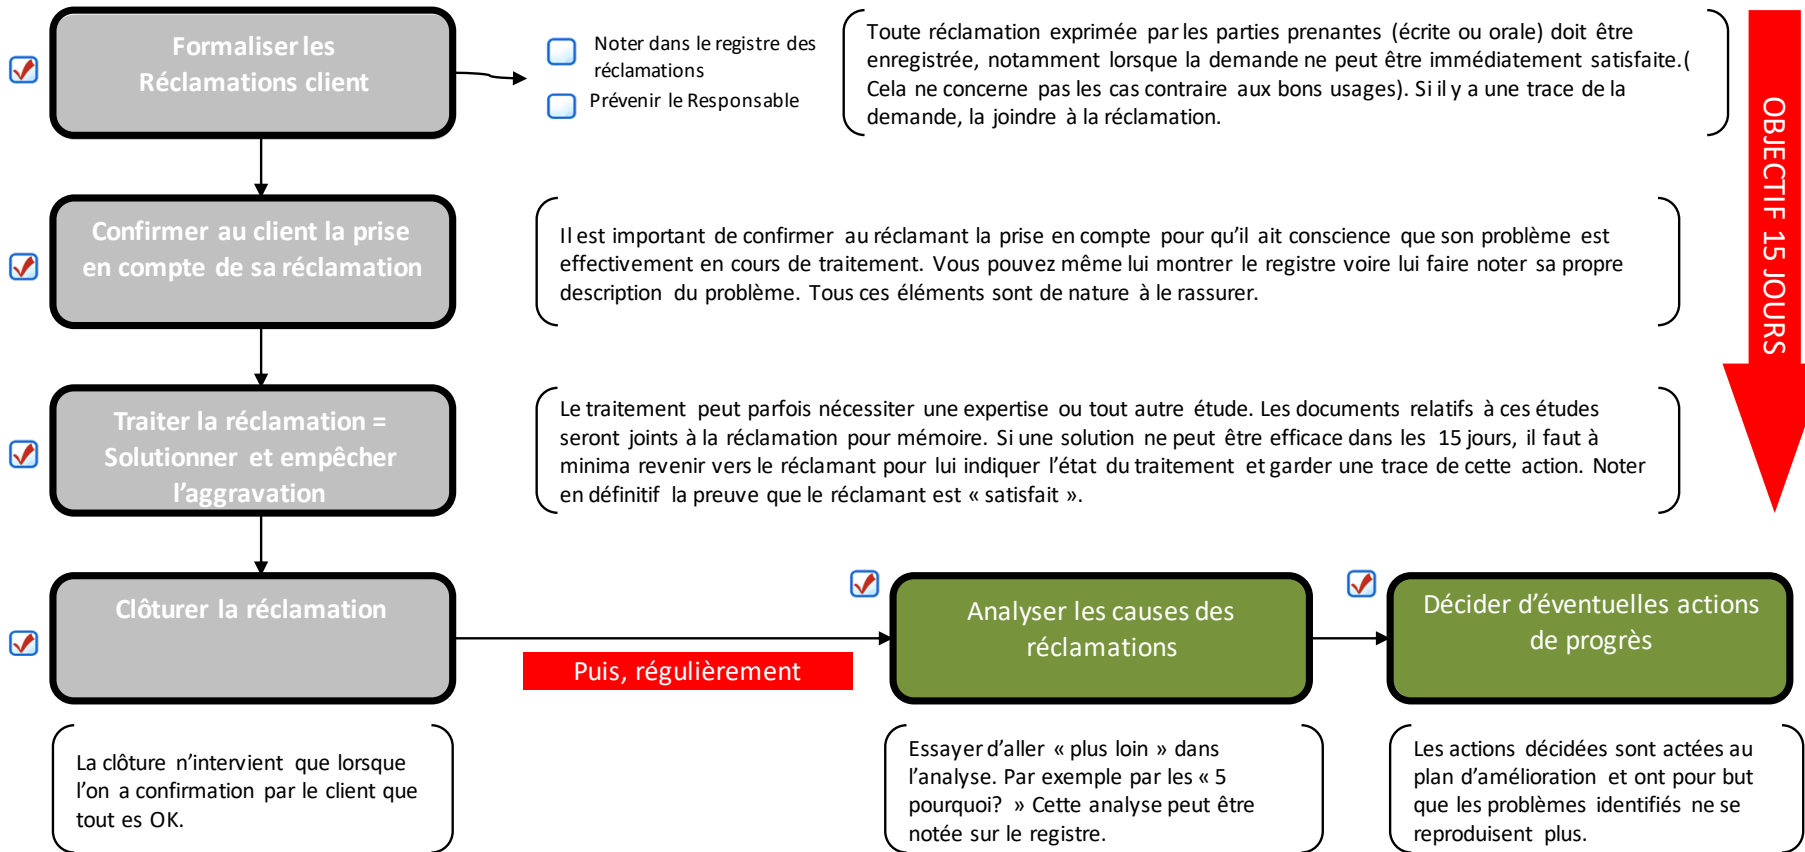 Formaliser les
Réclamations client
Noter dans le registre des
réclamations
Prévenir le Responsable
Toute réclamation exprimée par les parties prenantes (écrite ou orale) doit être
enregistrée, notamment lorsque la demande ne peut être immédiatement satisfaite.(
Cela ne concerne pas les cas contraire aux bons usages). Si il y a une trace de la
demande, la joindre à la réclamation.
OBJECTIF 15 JOURS
Confirmer au client la prise
en compte de sa réclamation
Il est important de confirmer au réclamant la prise en compte pour qu’il ait conscience que son problème est
effectivement en cours de traitement. Vous pouvez même lui montrer le registre voire lui faire noter sa propre
description du problème. Tous ces éléments sont de nature à le rassurer.
Traiter la réclamation =
Solutionner et empêcher
l’aggravation
Le traitement peut parfois nécessiter une expertise ou tout autre étude. Les documents relatifs à ces études
seront joints à la réclamation pour mémoire. Si une solution ne peut être efficace dans les 15 jours, il faut à
minima revenir vers le réclamant pour lui indiquer l’état du traitement et garder une trace de cette action. Noter
en définitif la preuve que le réclamant est « satisfait ».
Clôturer la réclamation
Puis, régulièrement
Analyser les causes des
réclamations
Décider d’éventuelles actions
de progrès
La clôture n’intervient que lorsque
l’on a confirmation par le client que
tout es OK.
Essayer d’aller « plus loin » dans
l’analyse. Par exemple par les « 5
pourquoi? » Cette analyse peut être
notée sur le registre.
Les actions décidées sont actées au
plan d’amélioration et ont pour but
que les problèmes identifiés ne se
reproduisent plus.